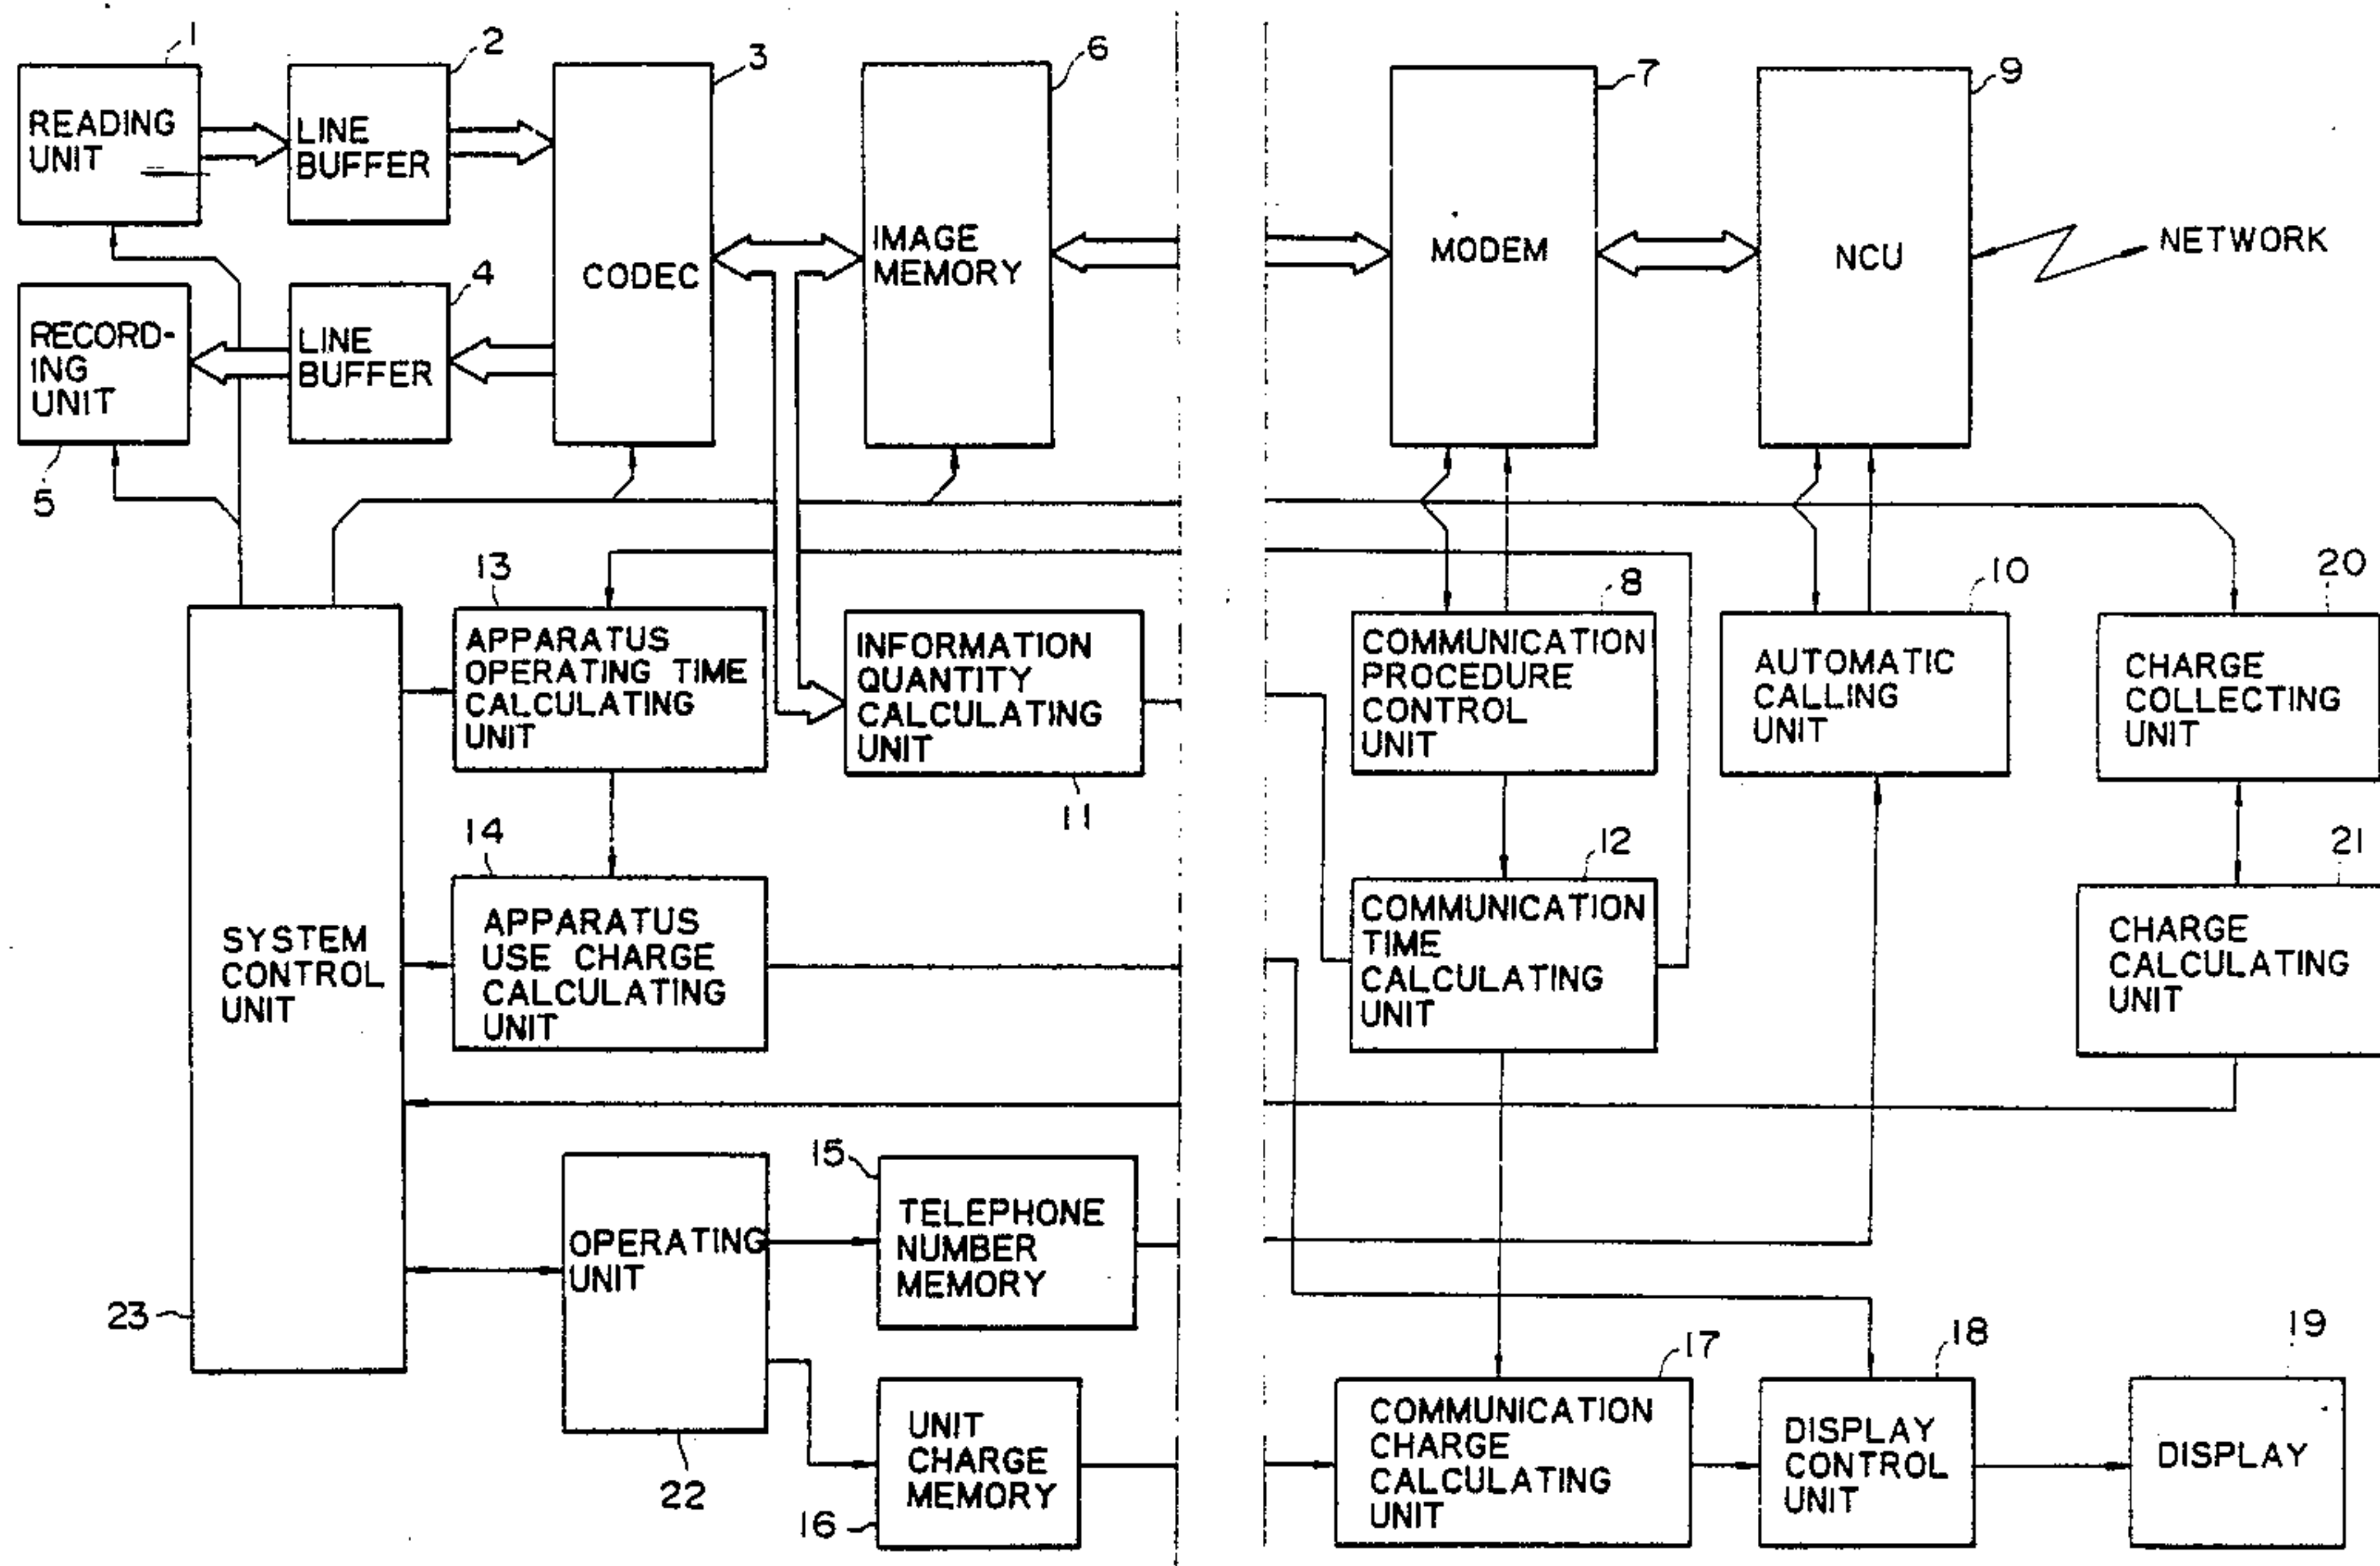 1
READING
UNIT
2
LINE
BUFFER
3
CODEC
6
IMAGE
MEMORY
7
MODEM
9
NCU
NETWORK
4
LINE
BUFFER
RECORD-
ING
UNIT
5
13
APPARATUS
OPERATING TIME
CALCULATING
UNIT
INFORMATION
QUANTITY
CALCULATING
UNIT
11
8
COMMUNICATION
PROCEDURE
CONTROL
UNIT
10
AUTOMATIC
CALLING
UNIT
20
CHARGE
COLLECTING
UNIT
14
APPARATUS
USE CHARGE
CALCULATING
UNIT
12
COMMUNICATION
TIME
CALCULATING
UNIT
21
CHARGE
CALCULATING
UNIT
SYSTEM
CONTROL
UNIT
23
OPERATING
UNIT
22
15
TELEPHONE
NUMBER
MEMORY
UNIT
CHARGE
MEMORY
16
17
COMMUNICATION
CHARGE
CALCULATING
UNIT
18
DISPLAY
CONTROL
UNIT
19
DISPLAY